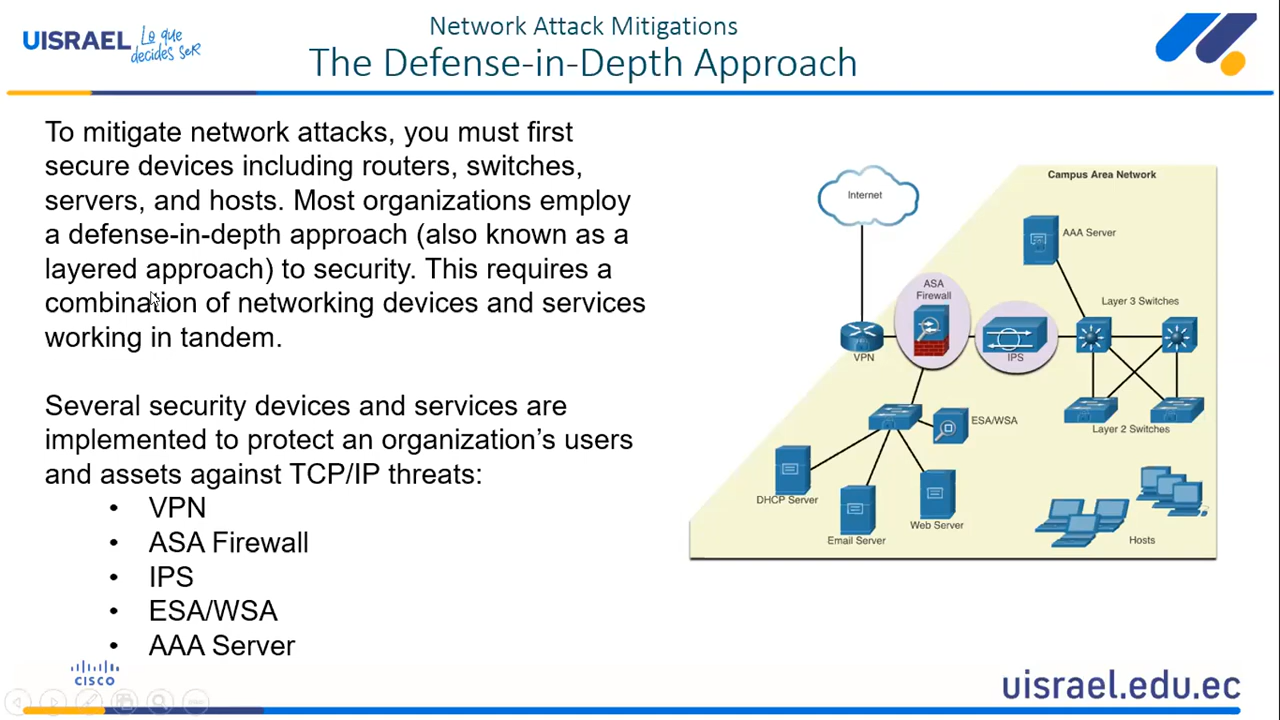 UISRAEL
Lo que
decides seR
Network Attack Mitigations
The Defense-in-Depth Approach
To mitigate network attacks, you must first
secure devices including routers, switches,
servers, and hosts. Most organizations employ
a defense-in-depth approach (also known as a
layered approach) to security. This requires a
combination of networking devices and services
working in tandem.
Several security devices and services are
implemented to protect an organization’s users
and assets against TCP/IP threats:
• VPN
• ASA Firewall
• IPS
• ESA/WSA
• AAA Server
Campus Area Network
Internet
AAA Server
ASA
Firewall
Layer 3 Switches
VPN
IPS
ESA/WSA
Layer 2 Switches
DHCP Server
Email Server
Web Server
Hosts
CISCO
uisrael.edu.ec